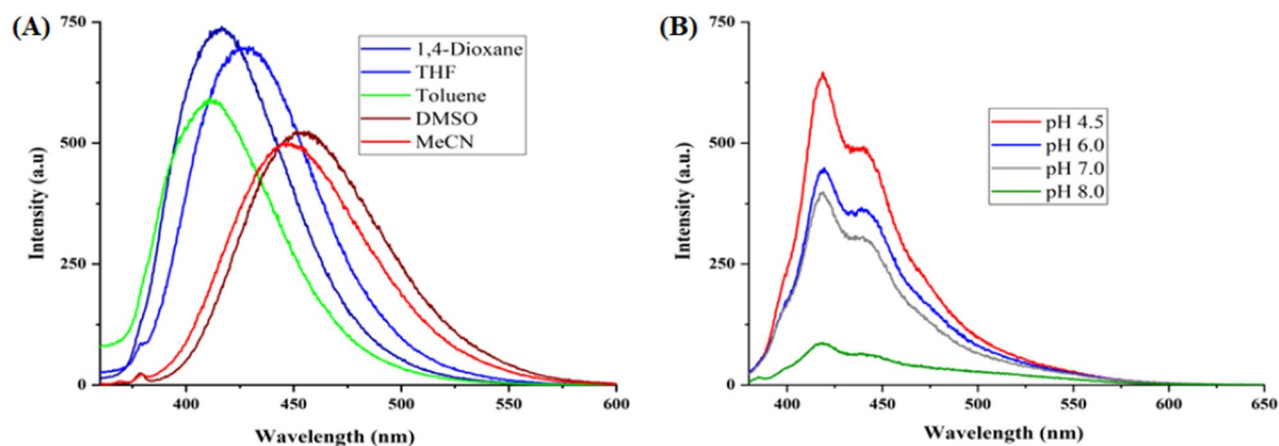 (A)
750
500
250
0
Intensity (a.u)
400
450
500
550
600
Wavelength (nm)
1,4-Dioxane
THF
Toluene
DMSO
MeCN
(B)
750
500
250
0
Intensity (a.u.)
400
450
500
550
600
650
Wavelength (nm)
pH 4.5
pH 6.0
pH 7.0
pH 8.0